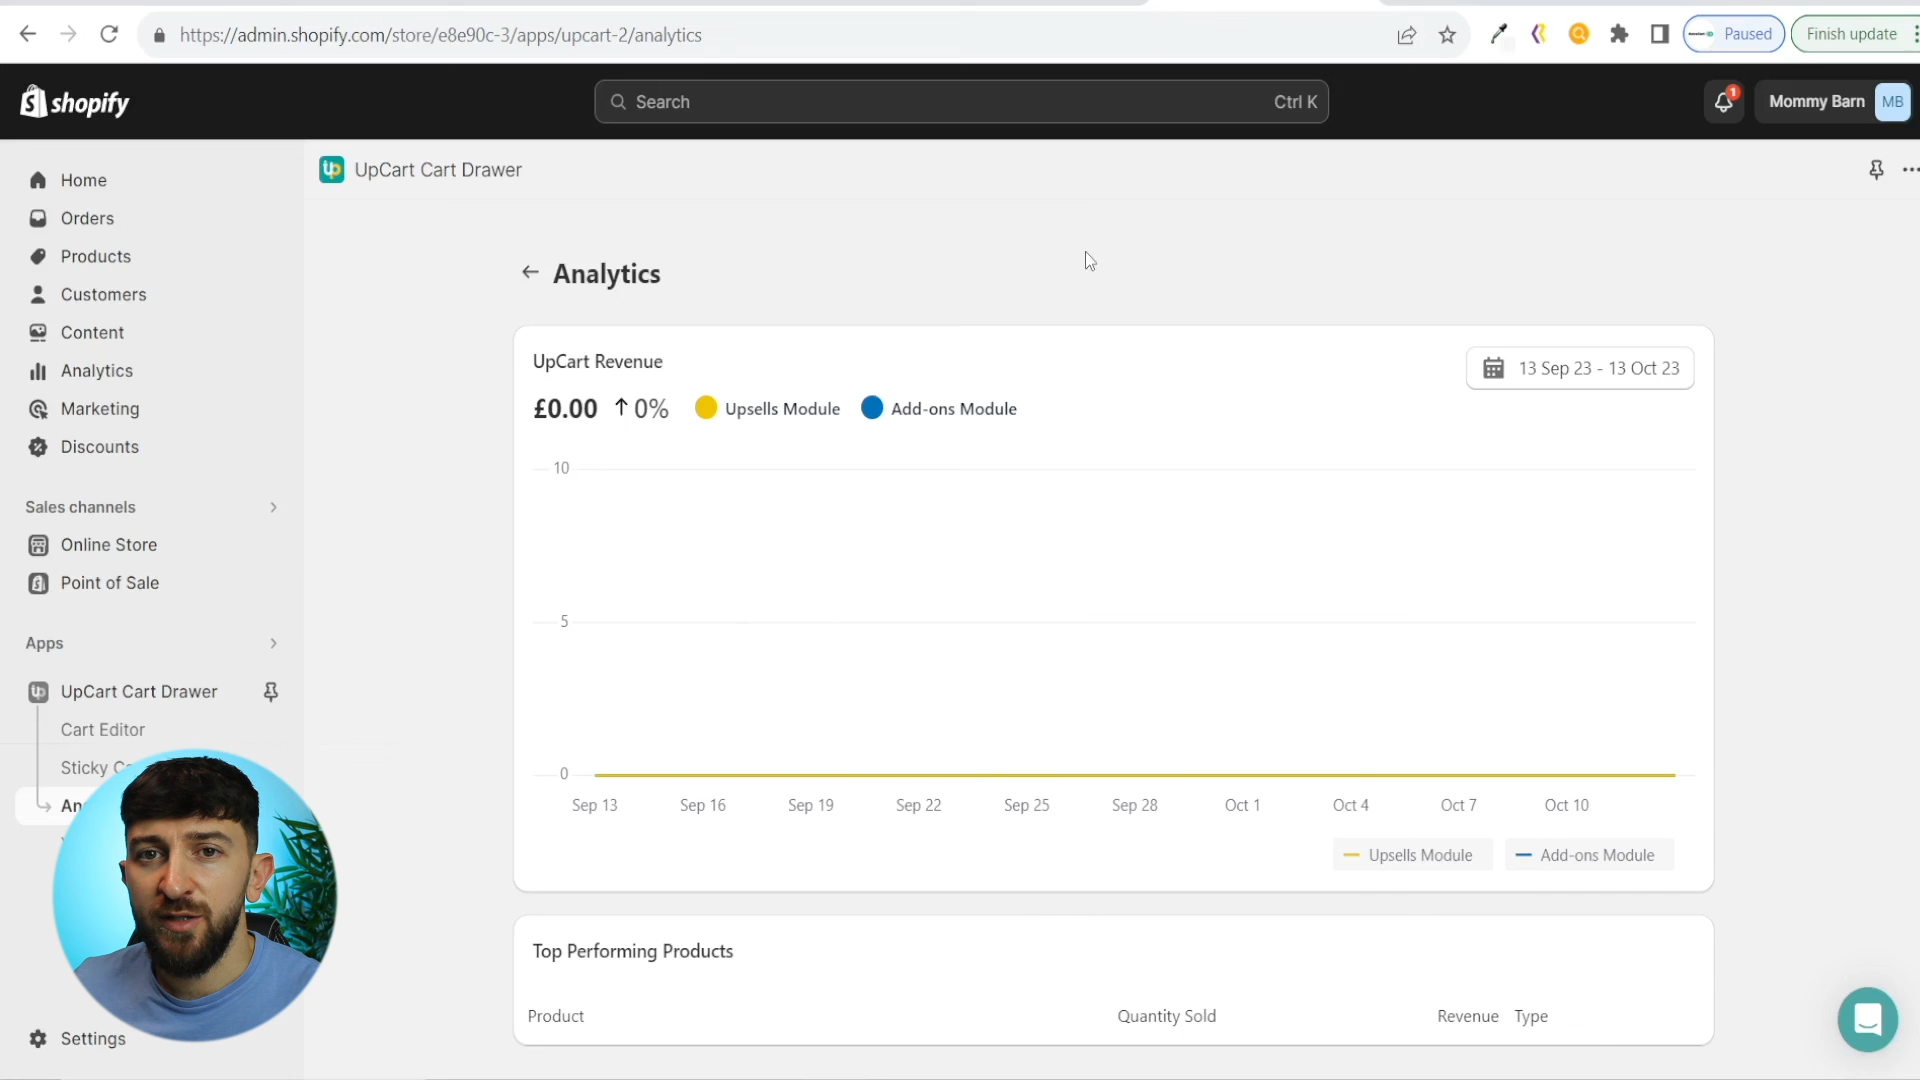 https://admin.shopify.com/store/e8e90c-3/apps/upcart-2/analytics
Paused
Finish update
shopify
Search
Ctrl K
1
Mommy Barn
MB
Home
Orders
Products
Customers
Content
Analytics
Marketing
Discounts
Sales channels
Online Store
Point of Sale
Apps
UpCart Cart Drawer
Cart Editor
Sticky
An
Settings
up
UpCart Cart Drawer
Analytics
UpCart Revenue
13 Sep 23 - 13 Oct 23
£0.00 ↑ 0% Upsells Module Add-ons Module
10
5
0
Sep 13 Sep 16 Sep 19 Sep 22 Sep 25 Sep 28 Oct 1 Oct 4 Oct 7 Oct 10
Upsells Module Add-ons Module
Top Performing Products
Product Quantity Sold Revenue Type